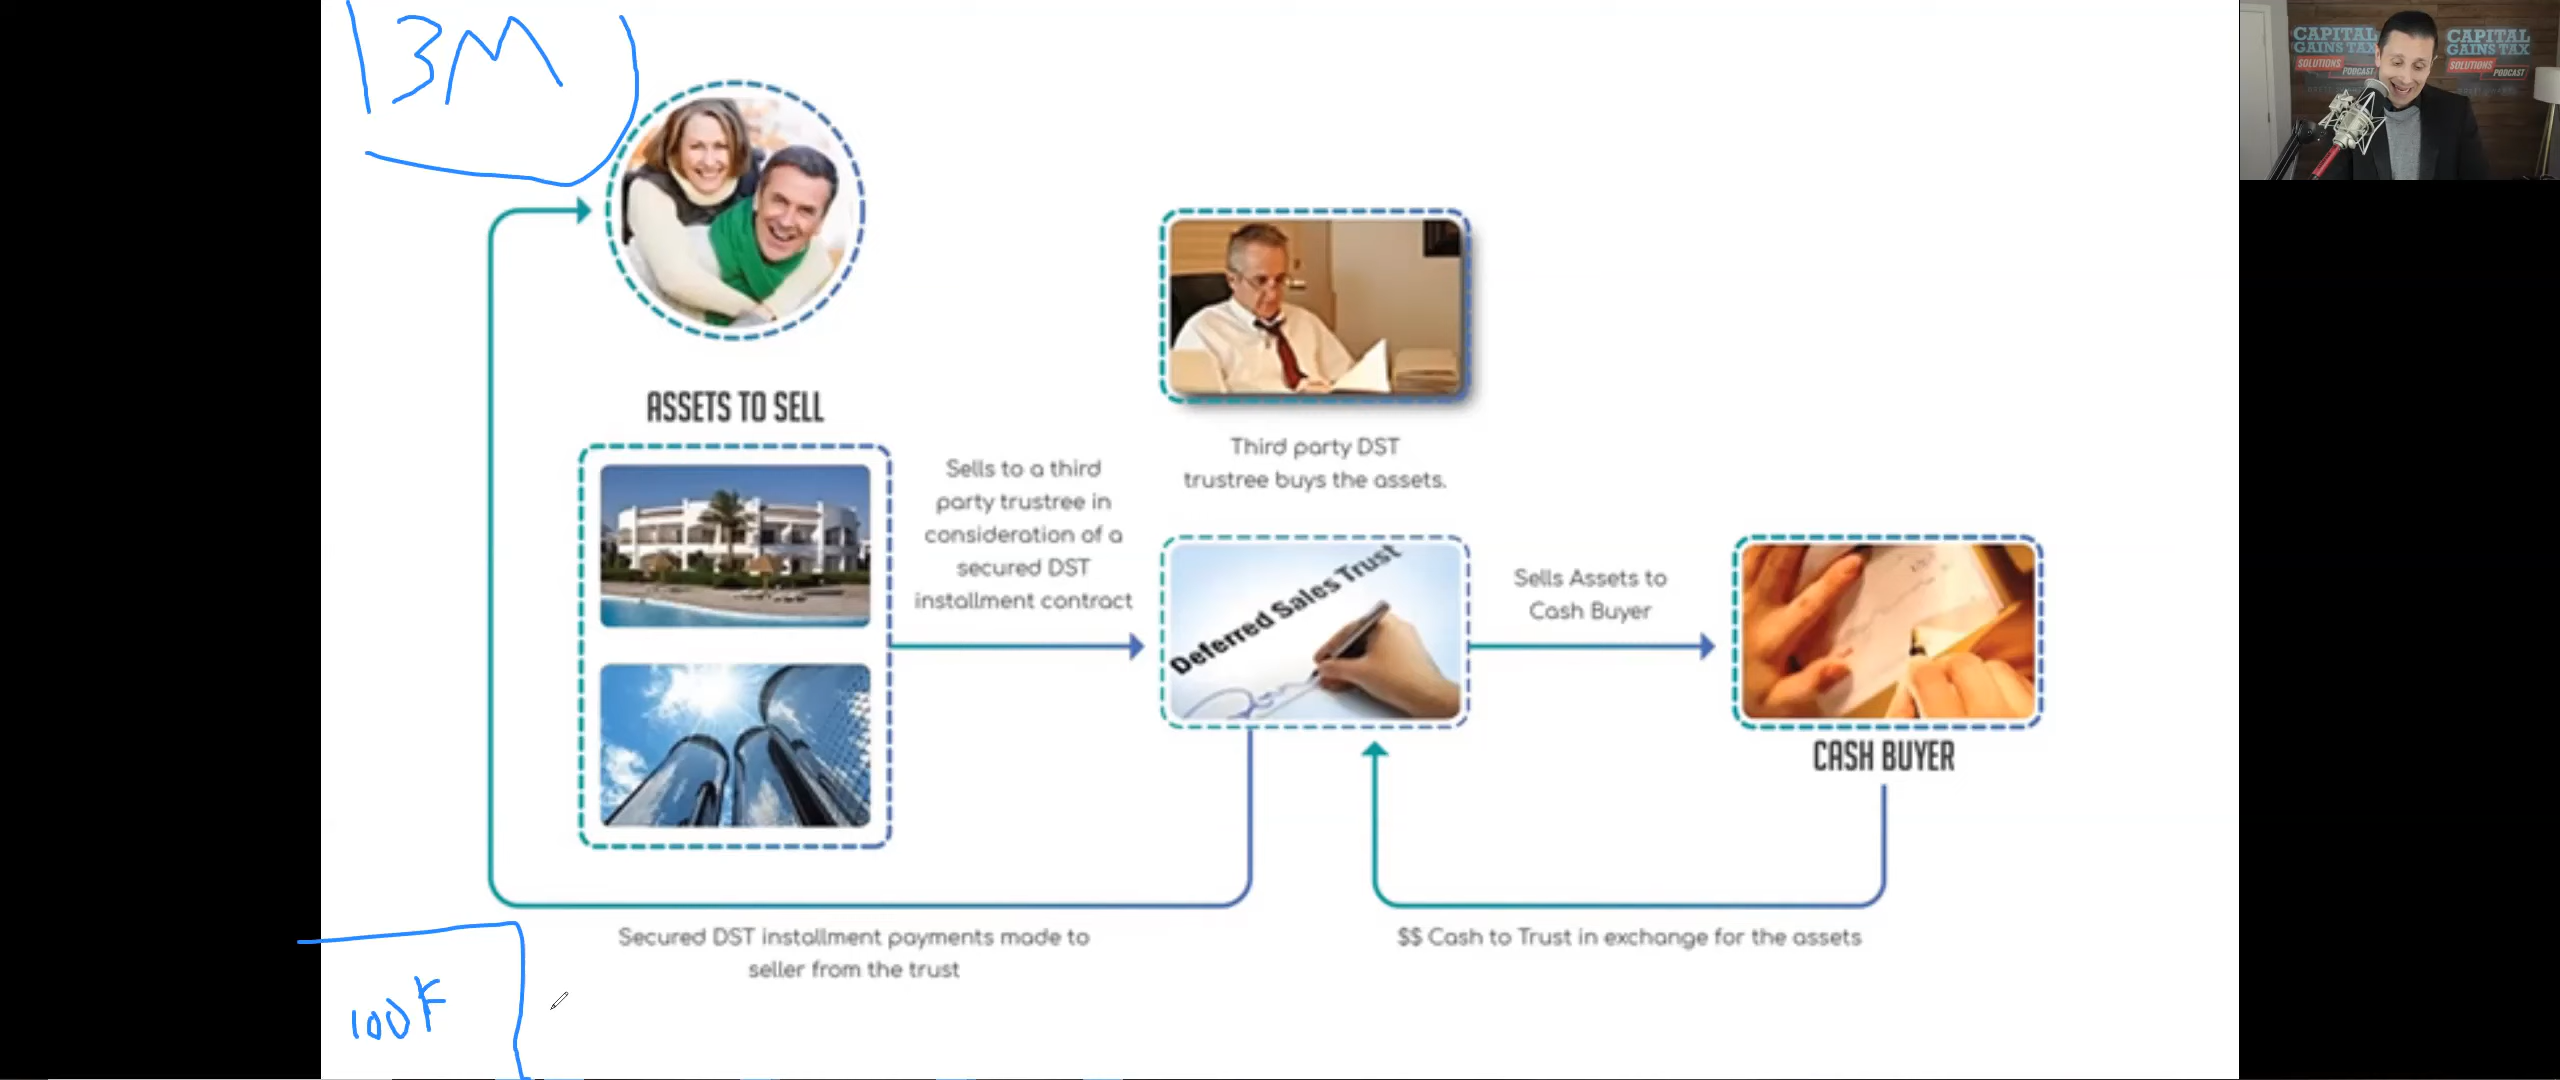 13M
CAPITAL
GAINS TAX
SOLUTIONS
PODCAST
CAPITAL
GAINS TAX
SOLUTIONS
PODCAST
ASSETS TO SELL
Sells to a third
party trustree in
consideration of a
secured DST
installment contract
Third party DST
trustree buys the assets.
Deferred Sales Trust
Sells Assets to
Cash Buyer
CASH BUYER
Secured DST installment payments made to
seller from the trust
$$ Cash to Trust in exchange for the assets
100K